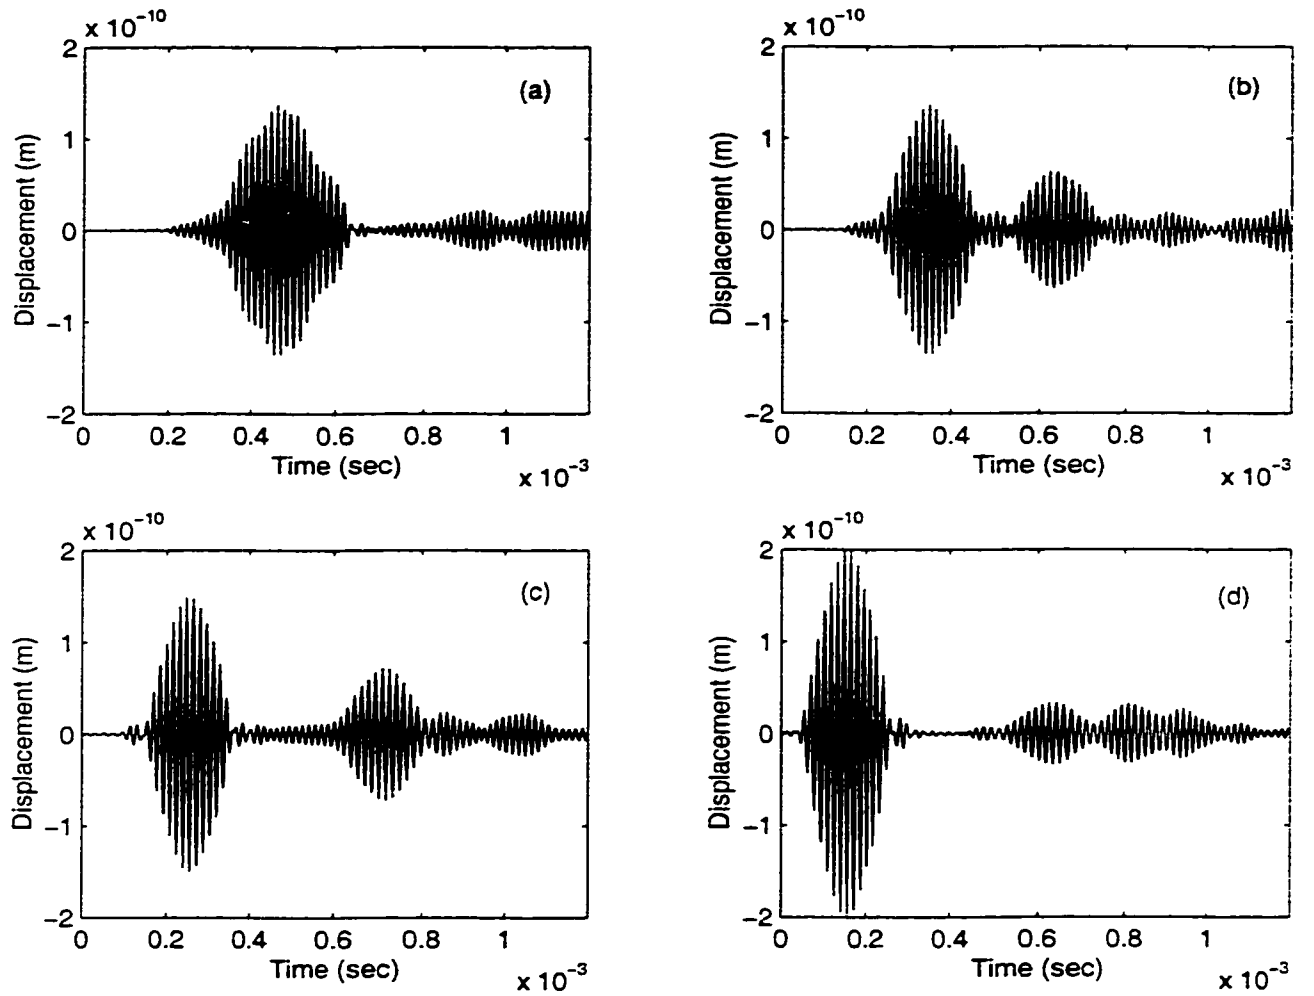 x 10⁻¹⁰
2
1
0
−1
−2
Displacement (m)
(a)
0 0.2 0.4 0.6 0.8 1
Time (sec)
x 10⁻³
x 10⁻¹⁰
2
1
0
−1
−2
Displacement (m)
(b)
0 0.2 0.4 0.6 0.8 1
Time (sec)
x 10⁻³
x 10⁻¹⁰
2
1
0
−1
−2
Displacement (m)
(c)
0 0.2 0.4 0.6 0.8 1
Time (sec)
x 10⁻³
x 10⁻¹⁰
2
1
0
−1
−2
Displacement (m)
(d)
0 0.2 0.4 0.6 0.8 1
Time (sec)
x 10⁻³